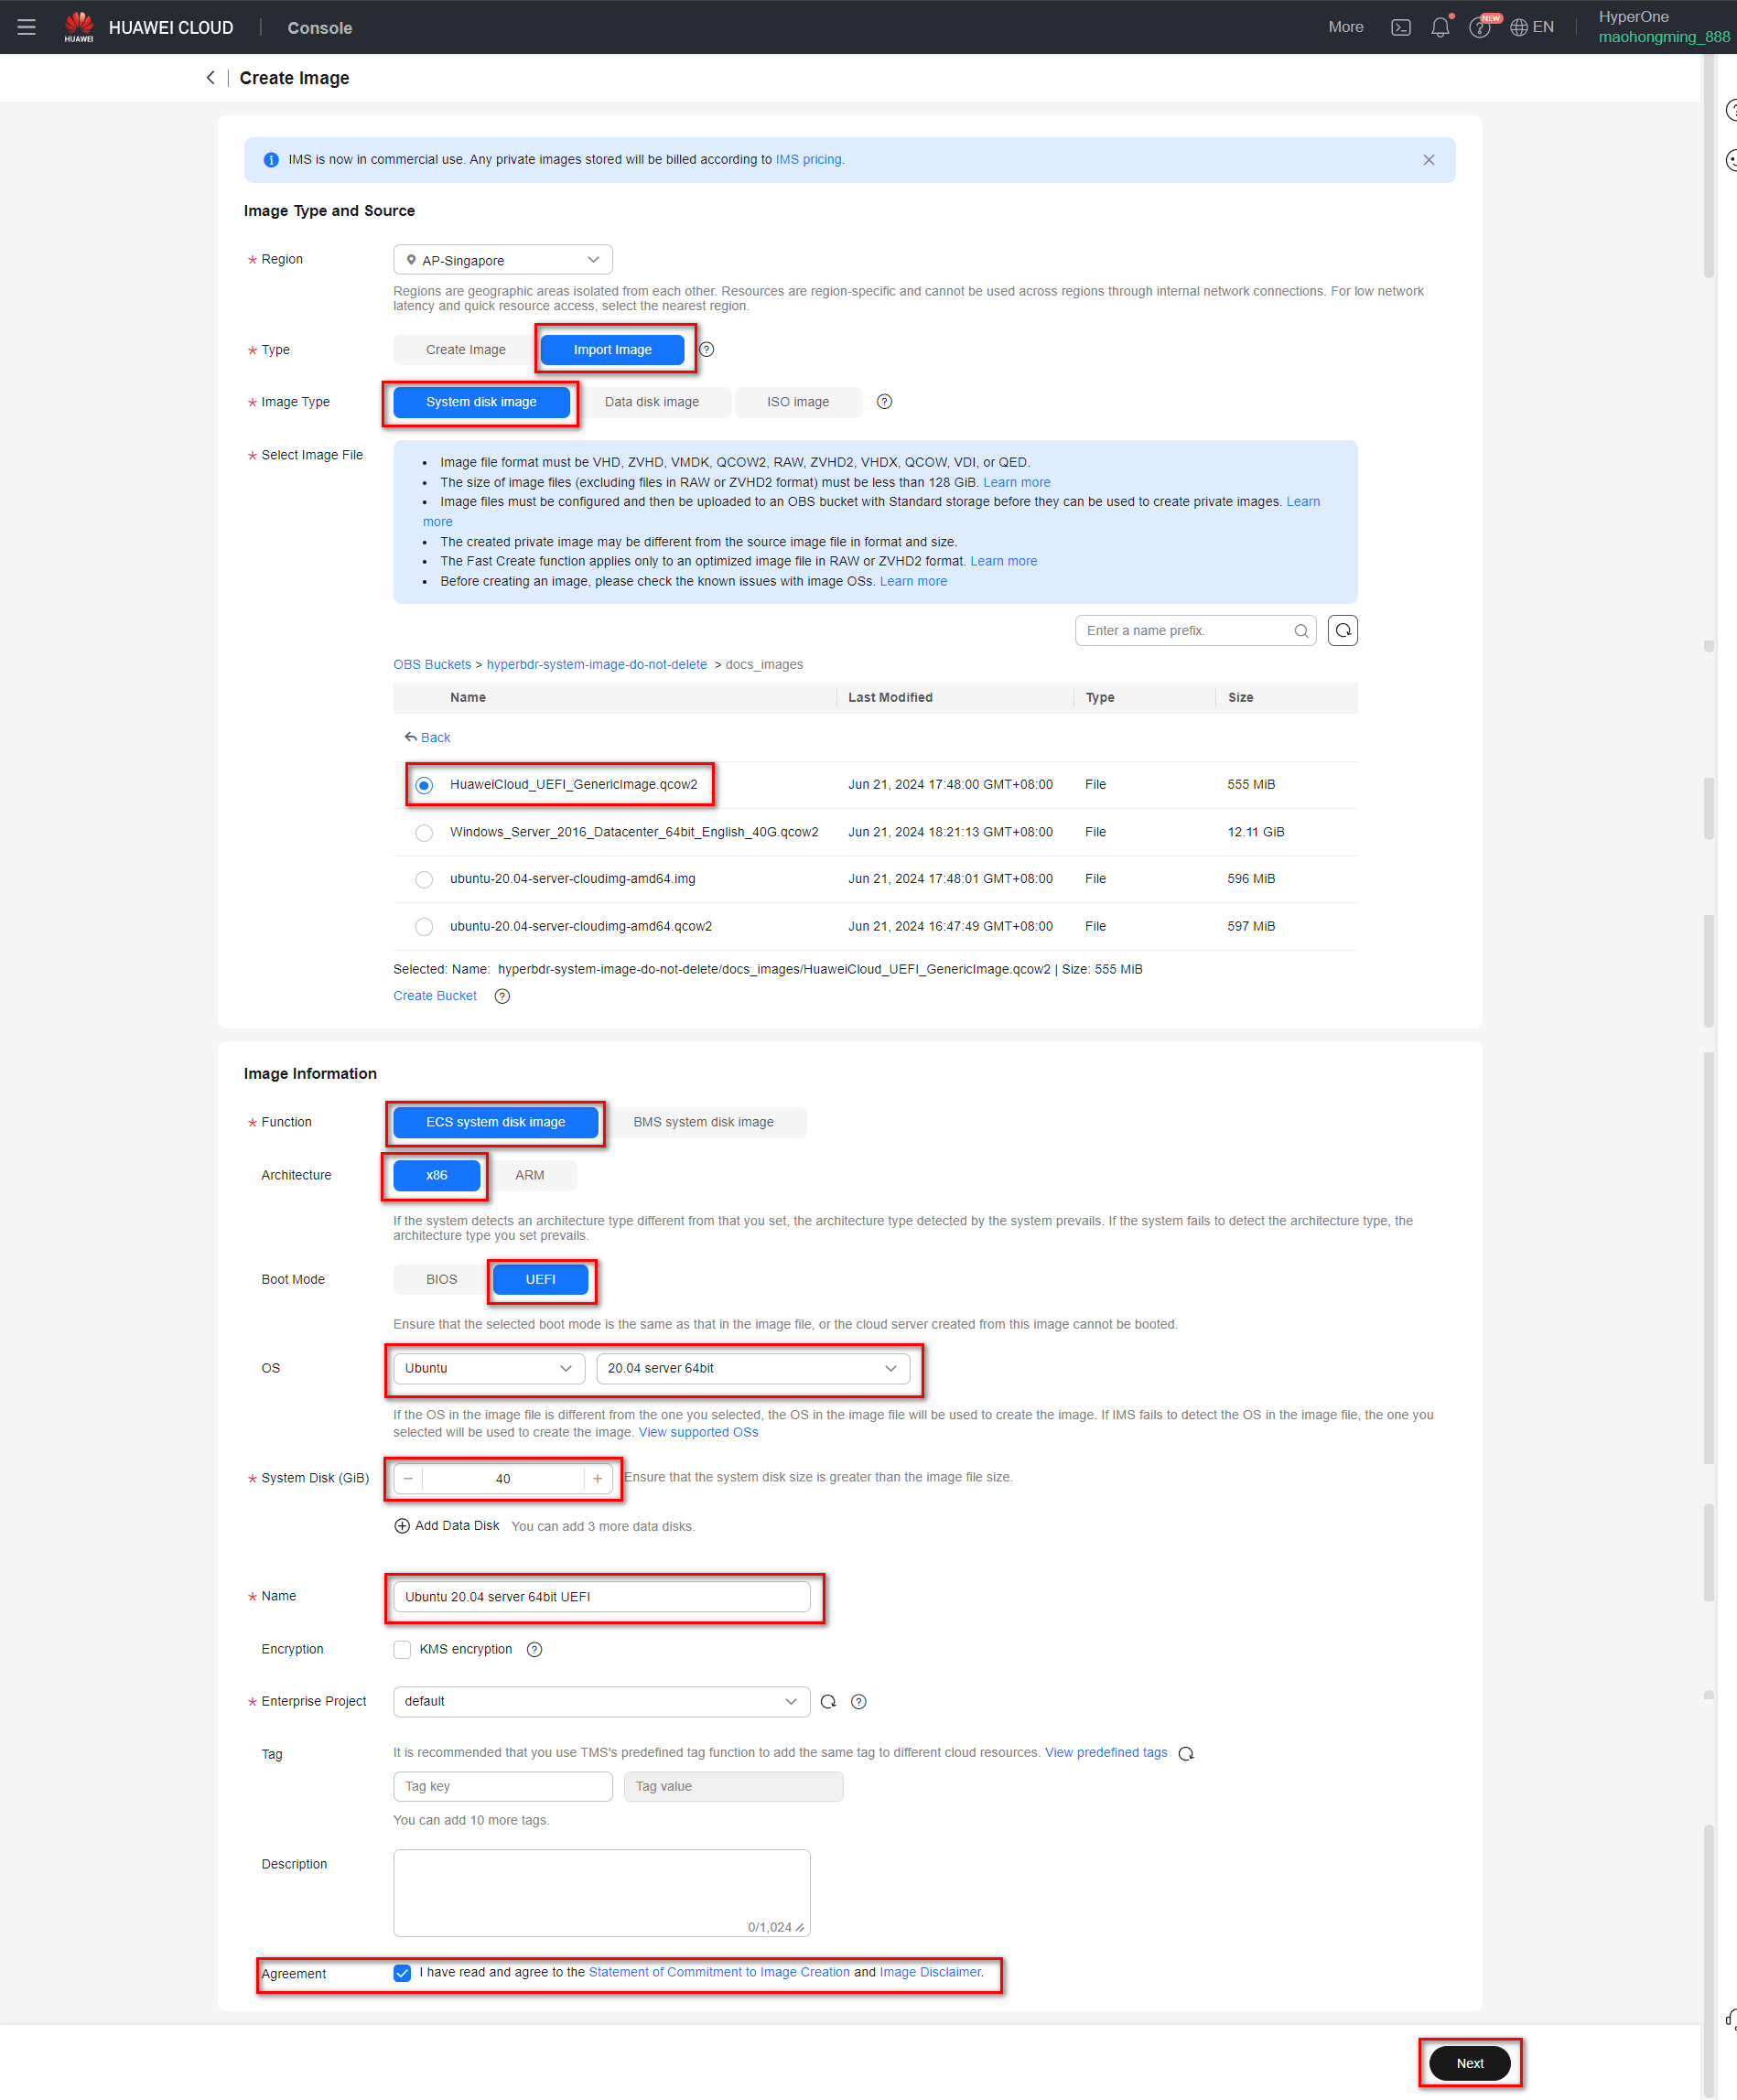 HUAWEI
HUAWEI CLOUD
Console
More
NEW
EN
HyperOne
maohongming_888
Create Image
IMS is now in commercial use. Any private images stored will be billed according to IMS pricing.
Image Type and Source
* Region
AP-Singapore
Regions are geographic areas isolated from each other. Resources are region-specific and cannot be used across regions through internal network connections. For low network
latency and quick resource access, select the nearest region.
* Type
Create Image
Import Image
* Image Type
System disk image
Data disk image
ISO image
* Select Image File
• Image file format must be VHD, ZVHD, VMDK, QCOW2, RAW, ZVHD2, VHDX, QCOW, VDI, or QED.
• The size of image files (excluding files in RAW or ZVHD2 format) must be less than 128 GiB. Learn more
• Image files must be configured and then be uploaded to an OBS bucket with Standard storage before they can be used to create private images. Learn
more
• The created private image may be different from the source image file in format and size.
• The Fast Create function applies only to an optimized image file in RAW or ZVHD2 format. Learn more
• Before creating an image, please check the known issues with image OSs. Learn more
Enter a name prefix.
OBS Buckets > hyperbdr-system-image-do-not-delete > docs_images
Name Last Modified Type Size
Back
HuaweiCloud_UEFI_GenericImage.qcow2 Jun 21, 2024 17:48:00 GMT+08:00 File 555 MiB
Windows_Server_2016_Datacenter_64bit_English_40G.qcow2 Jun 21, 2024 18:21:13 GMT+08:00 File 12.11 GiB
ubuntu-20.04-server-cloudimg-amd64.img Jun 21, 2024 17:48:01 GMT+08:00 File 596 MiB
ubuntu-20.04-server-cloudimg-amd64.qcow2 Jun 21, 2024 16:47:49 GMT+08:00 File 597 MiB
Selected: Name: hyperbdr-system-image-do-not-delete/docs_images/HuaweiCloud_UEFI_GenericImage.qcow2 | Size: 555 MiB
Create Bucket
Image Information
* Function
ECS system disk image
BMS system disk image
Architecture
x86
ARM
If the system detects an architecture type different from that you set, the architecture type detected by the system prevails. If the system fails to detect the architecture type, the
architecture type you set prevails.
Boot Mode
BIOS
UEFI
Ensure that the selected boot mode is the same as that in the image file, or the cloud server created from this image cannot be booted.
OS
Ubuntu
20.04 server 64bit
If the OS in the image file is different from the one you selected, the OS in the image file will be used to create the image. If IMS fails to detect the OS in the image file, the one you
selected will be used to create the image. View supported OSs
* System Disk (GiB)
− 40 +
Ensure that the system disk size is greater than the image file size.
Add Data Disk You can add 3 more data disks.
* Name
Ubuntu 20.04 server 64bit UEFI
Encryption
KMS encryption
* Enterprise Project
default
Tag
It is recommended that you use TMS's predefined tag function to add the same tag to different cloud resources. View predefined tags
Tag key
Tag value
You can add 10 more tags.
Description
0/1,024
Agreement
I have read and agree to the Statement of Commitment to Image Creation and Image Disclaimer.
Next